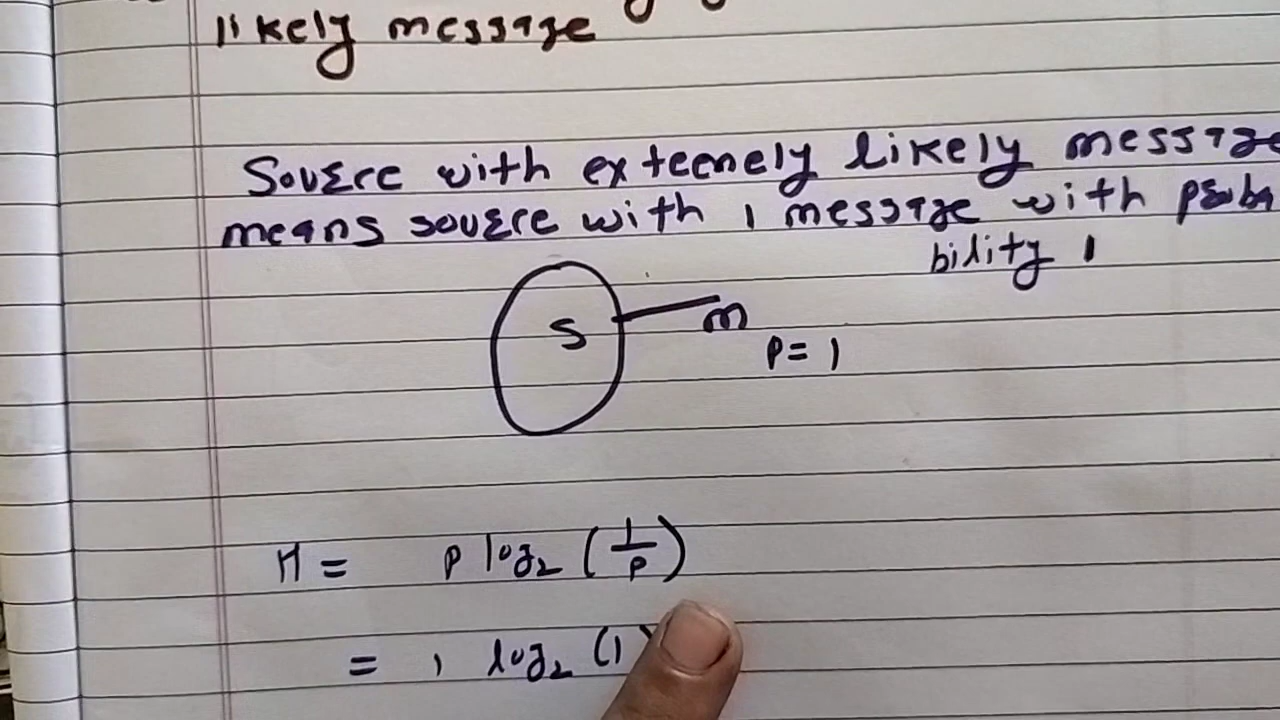 likely message
Source with extremely likely message
means source with 1 message with proba
bility 1
S
m
P = 1
H = P log₂ (1/P)
= 1 log₂ (1)